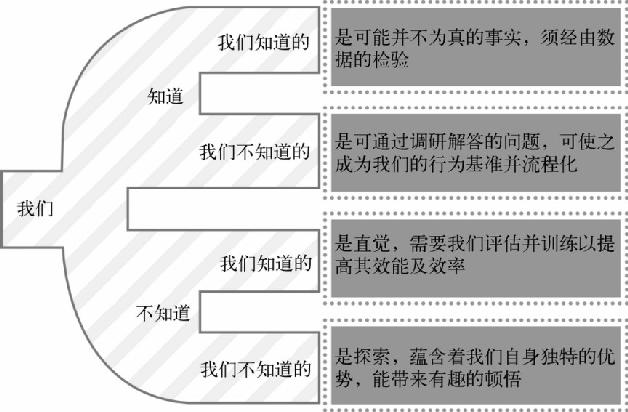 我们知道的
是可能并不为真的事实，须经由数
据的检验
知道
我们不知道的
是可通过调研解答的问题，可使之
成为我们的行为基准并流程化
我们
我们知道的
是直觉，需要我们评估并训练以提
高其效能及效率
不知道
我们不知道的
是探索，蕴含着我们自身独特的优
势，能带来有趣的顿悟